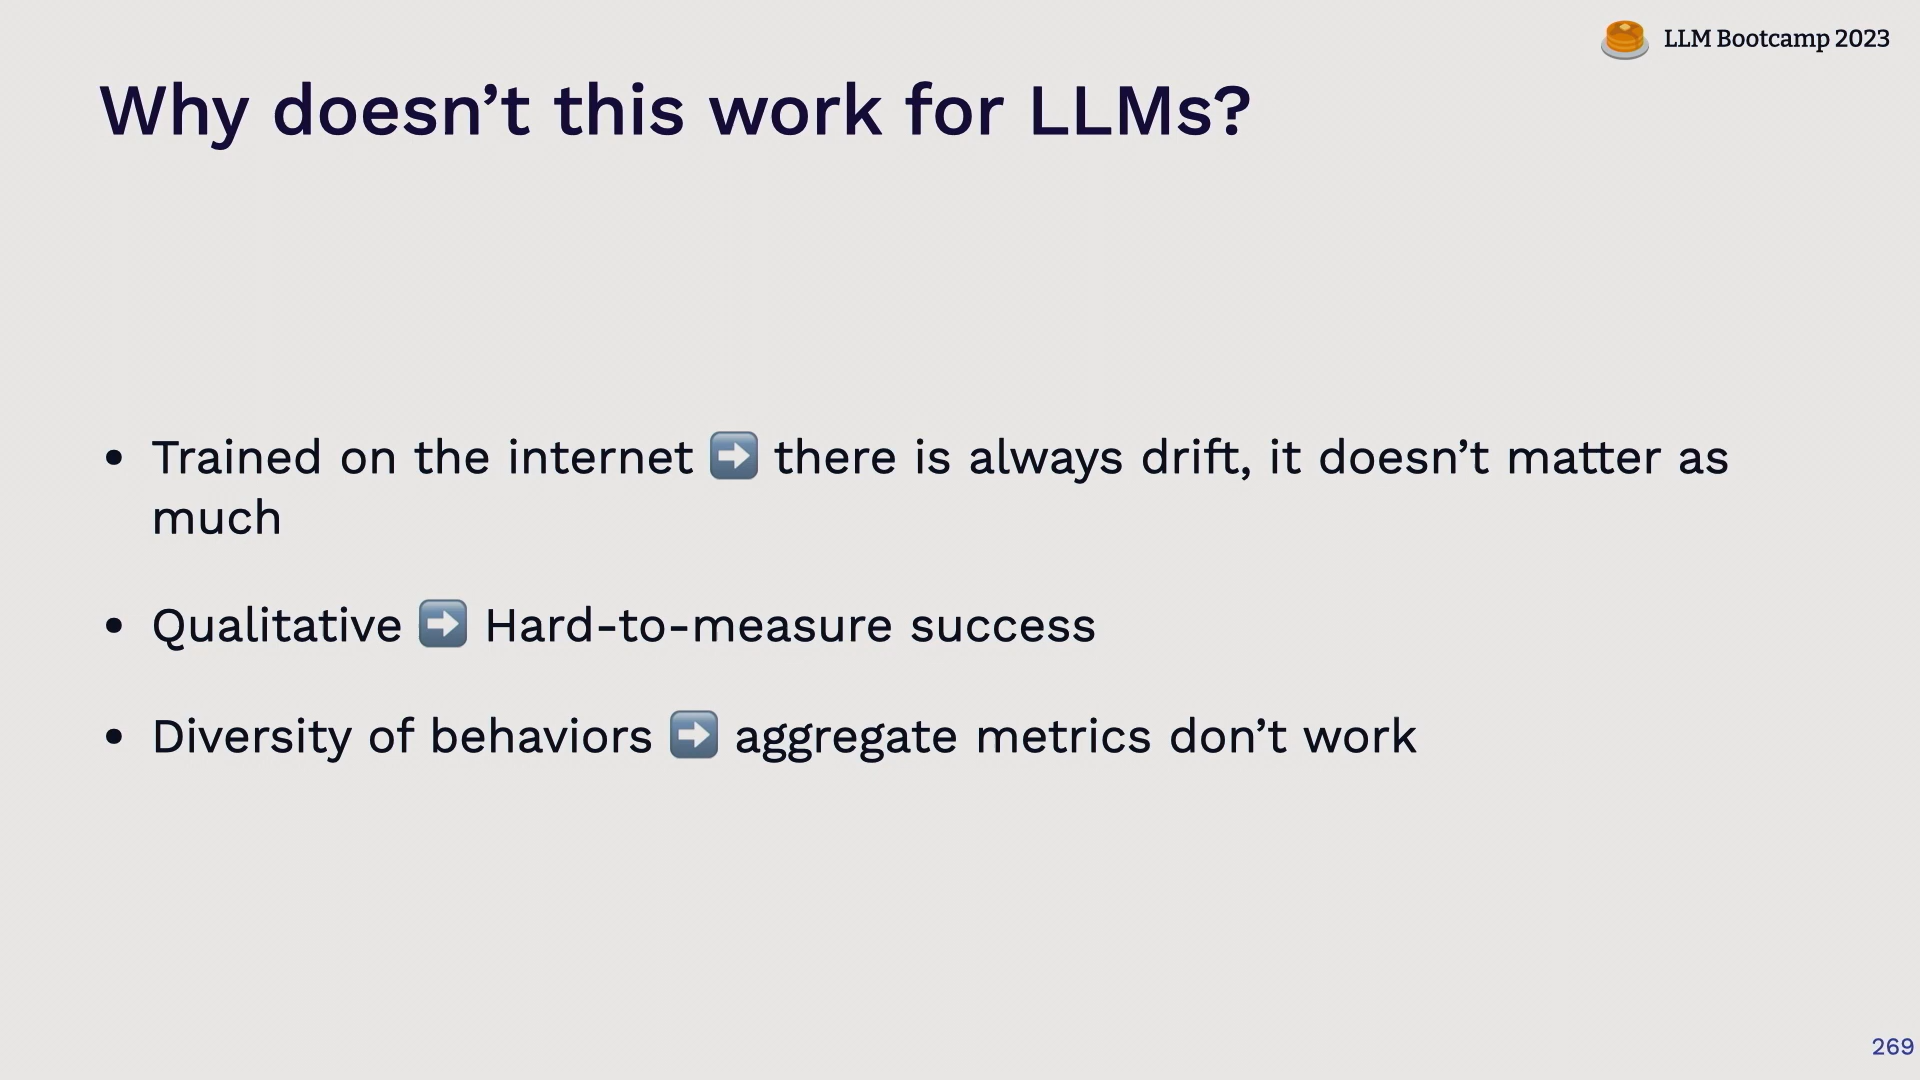 LLM Bootcamp 2023
Why doesn’t this work for LLMs?
• Trained on the internet ➡️ there is always drift, it doesn’t matter as
much
• Qualitative ➡️ Hard-to-measure success
• Diversity of behaviors ➡️ aggregate metrics don’t work
269